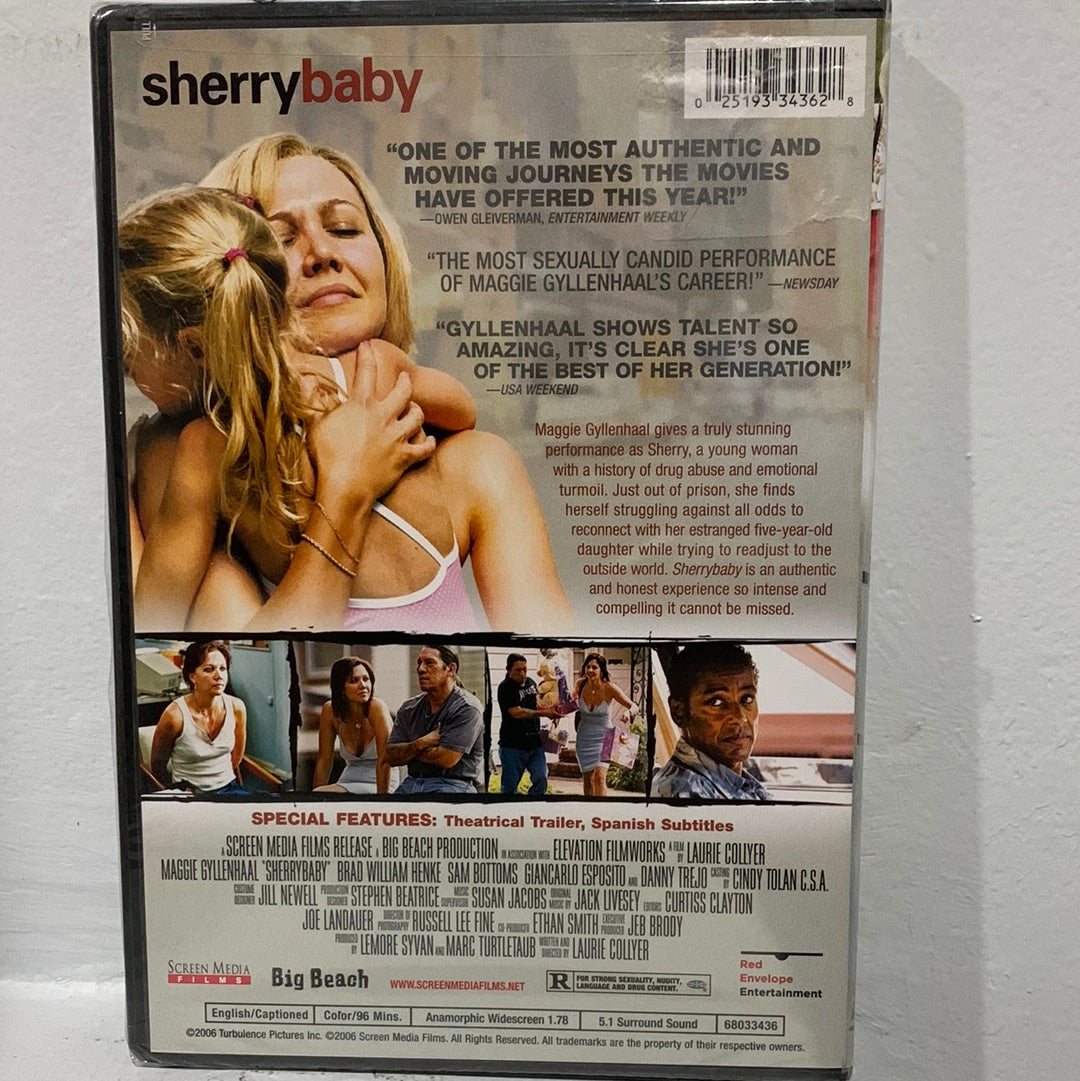 PULL
sherrybaby
0 25193 34362 8
“ONE OF THE MOST AUTHENTIC AND
MOVING JOURNEYS THE MOVIES
HAVE OFFERED THIS YEAR!”
—OWEN GLEIVERMAN, ENTERTAINMENT WEEKLY
“THE MOST SEXUALLY CANDID PERFORMANCE
OF MAGGIE GYLLENHAAL’S CAREER!” —NEWSDAY
“GYLLENHAAL SHOWS TALENT SO
AMAZING, IT’S CLEAR SHE’S ONE
OF THE BEST OF HER GENERATION!”
—USA WEEKEND
Maggie Gyllenhaal gives a truly stunning
performance as Sherry, a young woman
with a history of drug abuse and emotional
turmoil. Just out of prison, she finds
herself struggling against all odds to
reconnect with her estranged five-year-old
daughter while trying to readjust to the
outside world. Sherrybaby is an authentic
and honest experience so intense and
compelling it cannot be missed.
SPECIAL FEATURES: Theatrical Trailer, Spanish Subtitles
A SCREEN MEDIA FILMS RELEASE A BIG BEACH PRODUCTION IN ASSOCIATION WITH ELEVATION FILMWORKS A FILM BY LAURIE COLLYER
MAGGIE GYLLENHAAL "SHERRYBABY" BRAD WILLIAM HENKE SAM BOTTOMS GIANCARLO ESPOSITO AND DANNY TREJO CASTING BY CINDY TOLAN C.S.A.
COSTUME DESIGNER JILL NEWELL PRODUCTION DESIGNER STEPHEN BEATRICE MUSIC SUPERVISOR SUSAN JACOBS ORIGINAL MUSIC BY JACK LIVESEY EDITORS CURTISS CLAYTON
JOE LANDAUER DIRECTOR OF PHOTOGRAPHY RUSSELL LEE FINE CO-PRODUCER ETHAN SMITH EXECUTIVE PRODUCER JEB BRODY
PRODUCED BY LEMORE SYVAN AND MARC TURTLETAUB WRITTEN AND DIRECTED BY LAURIE COLLYER
SCREEN MEDIA
FILMS
Big Beach
WWW.SCREENMEDIAFILMS.NET
R FOR STRONG SEXUALITY, NUDITY,
LANGUAGE AND DRUG CONTENT.
Red
Envelope
Entertainment
English/Captioned Color/96 Mins. Anamorphic Widescreen 1.78 5.1 Surround Sound 68033436
©2006 Turbulence Pictures Inc. ©2006 Screen Media Films. All Rights Reserved. All trademarks are the property of their respective owners.